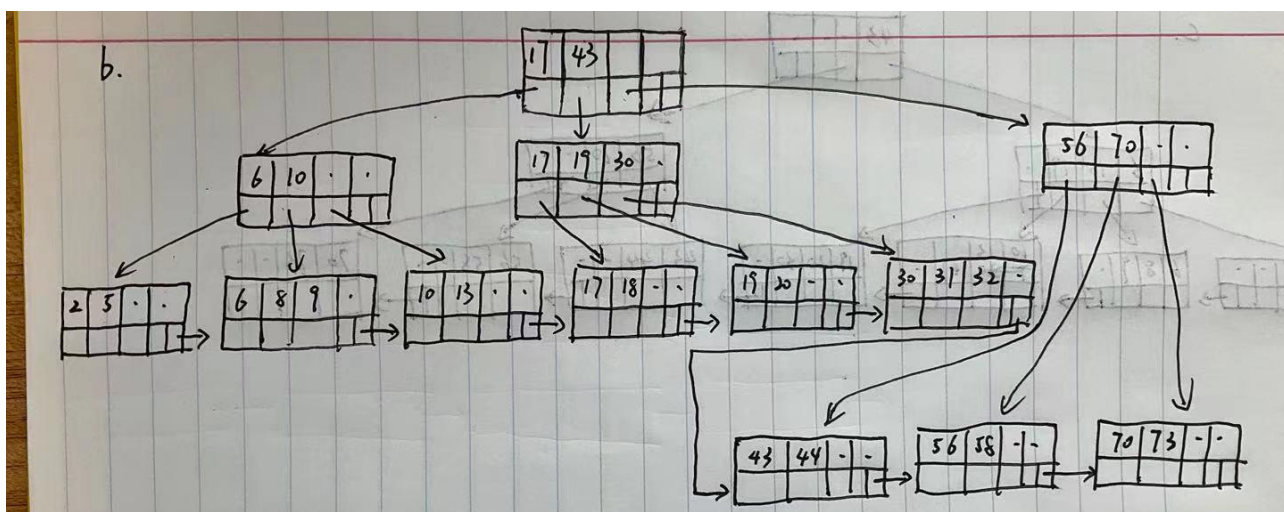 b.
17 43
6 10 · ·
17 19 30 ·
56 70 - ·
2 3 · ·
6 8 9 ·
10 13 · ·
17 18 - ·
19 20 - ·
30 31 32 -
43 44 - -
56 58 - -
70 73 - ·